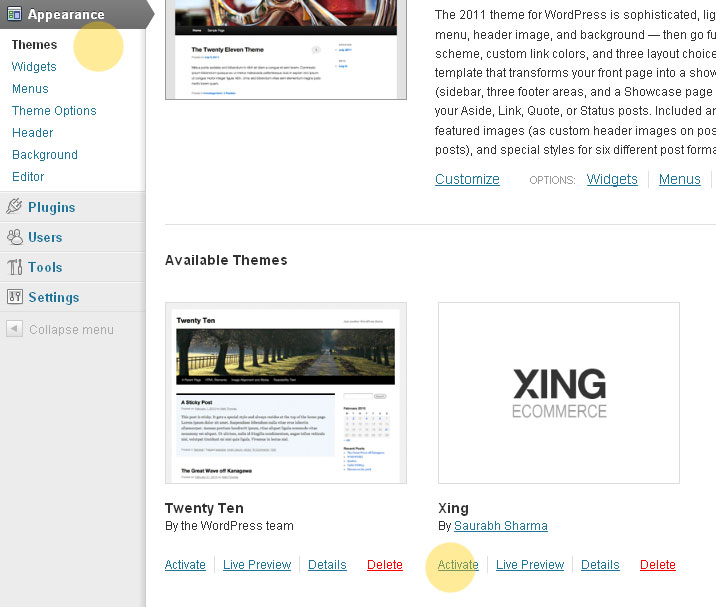 Appearance
Themes
Widgets
Menus
Theme Options
Header
Background
Editor
Plugins
Users
Tools
Settings
Collapse menu
The Twenty Eleven Theme
The 2011 theme for WordPress is sophisticated, lig
menu, header image, and background — then go fu
scheme, custom link colors, and three layout choice
template that transforms your front page into a show
(sidebar, three footer areas, and a Showcase page
your Aside, Link, Quote, or Status posts. Included ar
featured images (as custom header images on pos
posts), and special styles for six different post forma
Customize OPTIONS: Widgets Menus
Available Themes
Twenty Ten
A Sticky Post
The Great Wave off Kanagawa
XING
ECOMMERCE
Twenty Ten
By the WordPress team
Activate Live Preview Details Delete
Xing
By Saurabh Sharma
Activate Live Preview Details Delete